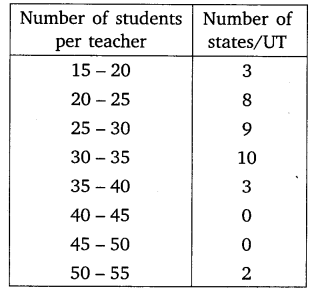 Number of students Number of
per teacher states/UT
15 – 20 3
20 – 25 8
25 – 30 9
30 – 35 10
35 – 40 3
40 – 45 0
45 – 50 0
50 – 55 2